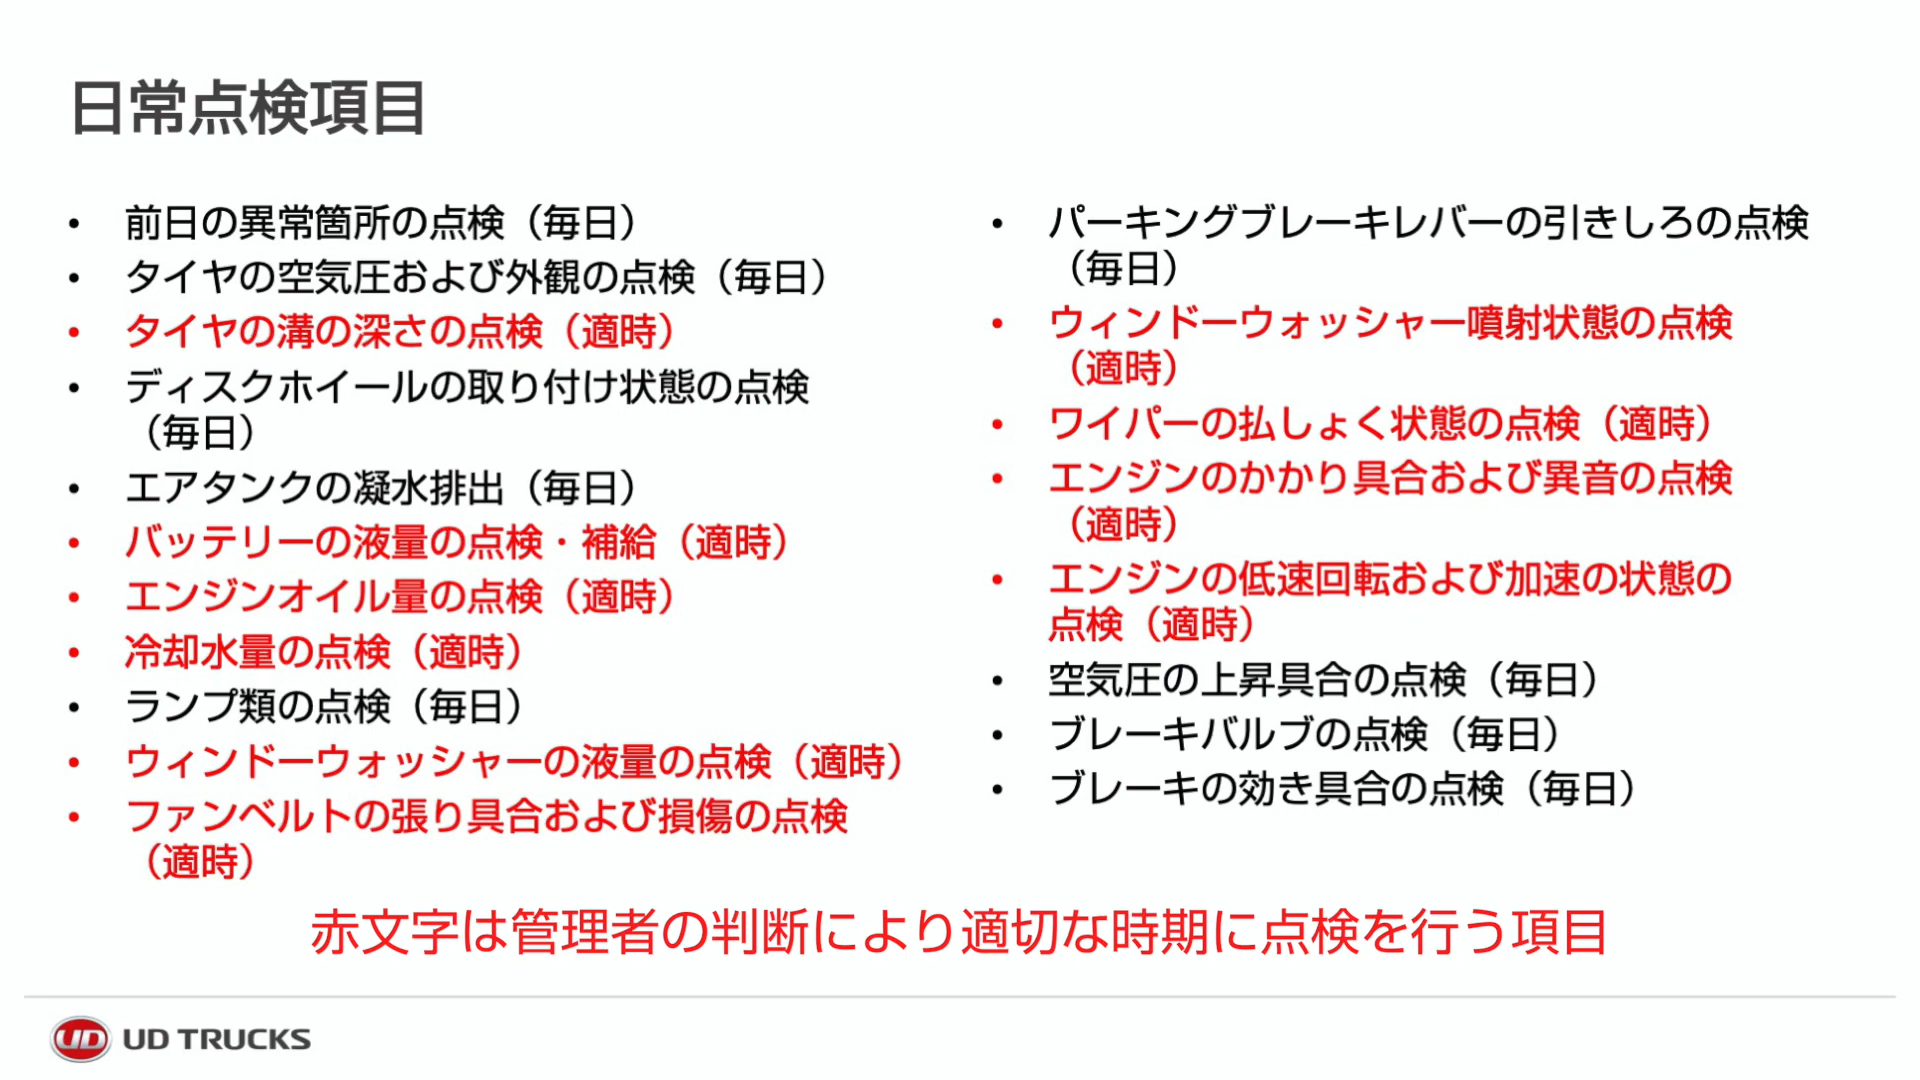 日常点検項目
• 前日の異常箇所の点検（毎日）
• タイヤの空気圧および外観の点検（毎日）
• タイヤの溝の深さの点検（適時）
• ディスクホイールの取り付け状態の点検
（毎日）
• エアタンクの凝水排出（毎日）
• バッテリーの液量の点検・補給（適時）
• エンジンオイル量の点検（適時）
• 冷却水量の点検（適時）
• ランプ類の点検（毎日）
• ウィンドーウォッシャーの液量の点検（適時）
• ファンベルトの張り具合および損傷の点検
（適時）
• パーキングブレーキレバーの引きしろの点検
（毎日）
• ウィンドーウォッシャー噴射状態の点検
（適時）
• ワイパーの払しょく状態の点検（適時）
• エンジンのかかり具合および異音の点検
（適時）
• エンジンの低速回転および加速の状態の
点検（適時）
• 空気圧の上昇具合の点検（毎日）
• ブレーキバルブの点検（毎日）
• ブレーキの効き具合の点検（毎日）
赤文字は管理者の判断により適切な時期に点検を行う項目
UD UD TRUCKS